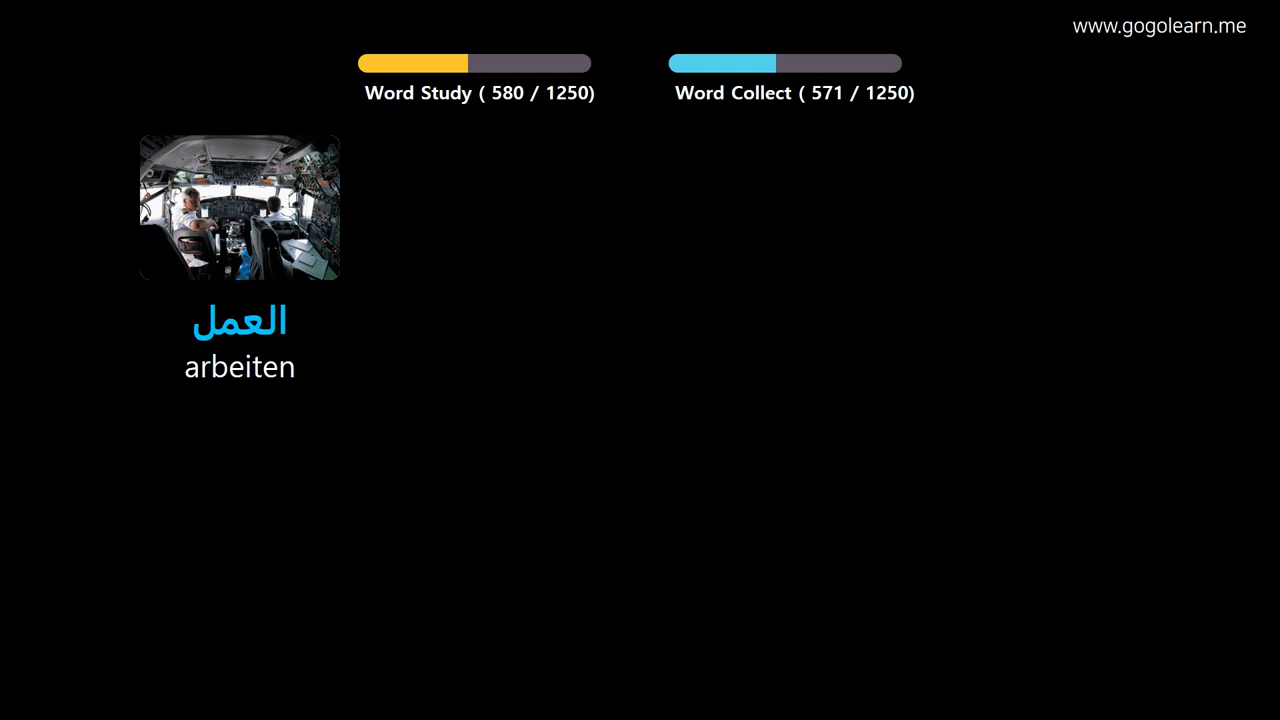 www.gogolearn.me
Word Study ( 580 / 1250)
Word Collect ( 571 / 1250)
العمل
arbeiten